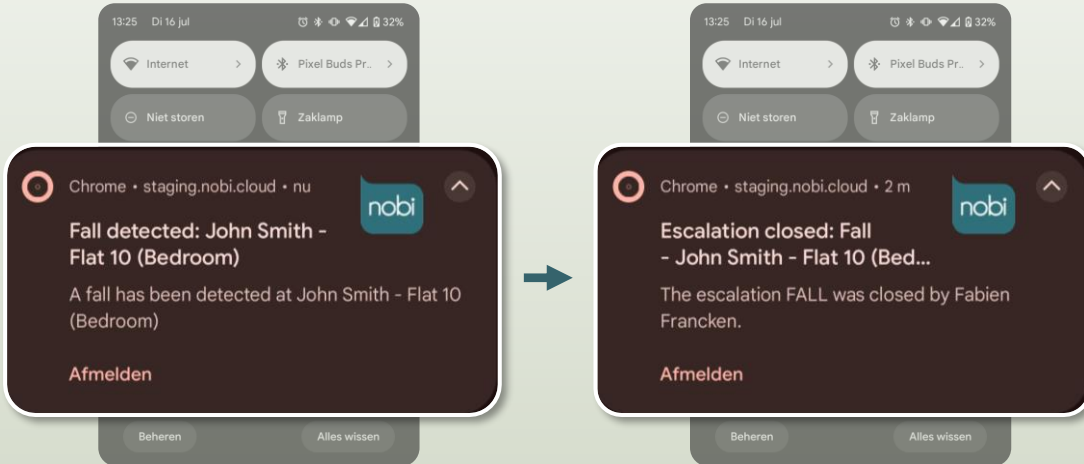 13:25 Di 16 jul 32%
Internet
Pixel Buds Pr..
Niet storen
Zaklamp
Chrome • staging.nobi.cloud • nu
nobi
Fall detected: John Smith -
Flat 10 (Bedroom)
A fall has been detected at John Smith - Flat 10
(Bedroom)
Afmelden
Beheren
Alles wissen
13:25 Di 16 jul 32%
Internet
Pixel Buds Pr..
Niet storen
Zaklamp
Chrome • staging.nobi.cloud • 2 m
nobi
Escalation closed: Fall
- John Smith - Flat 10 (Bed...
The escalation FALL was closed by Fabien
Francken.
Afmelden
Beheren
Alles wissen